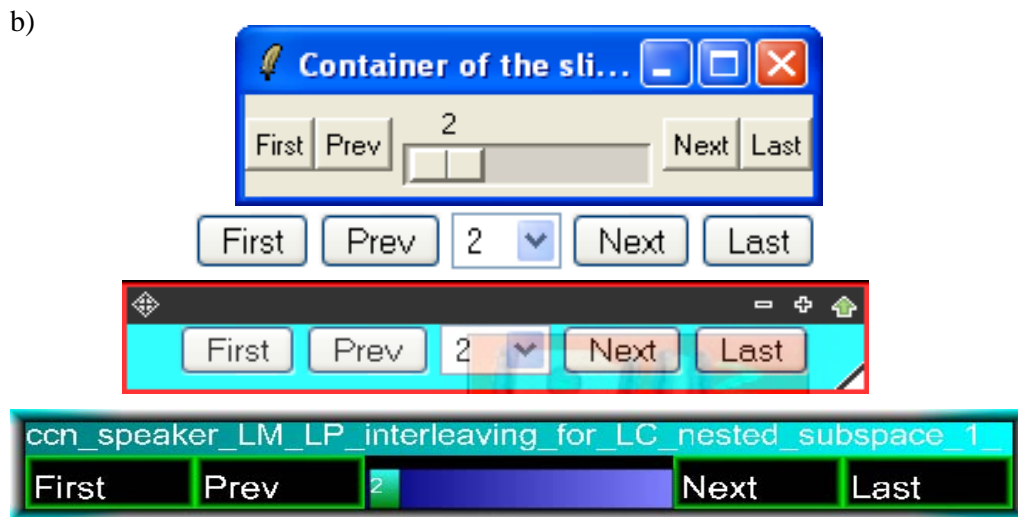 b)
Container of the sli...
2
First Prev Next Last
First Prev 2 Next Last
First Prev 2 Next Last
ccn_speaker_LM_LP_interleaving_for_LC_nested_subspace_1_
First Prev 2 Next Last